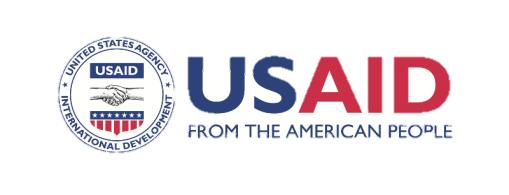 UNITED STATES AGENCY
USAID
INTERNATIONAL DEVELOPMENT
USAID
FROM THE AMERICAN PEOPLE